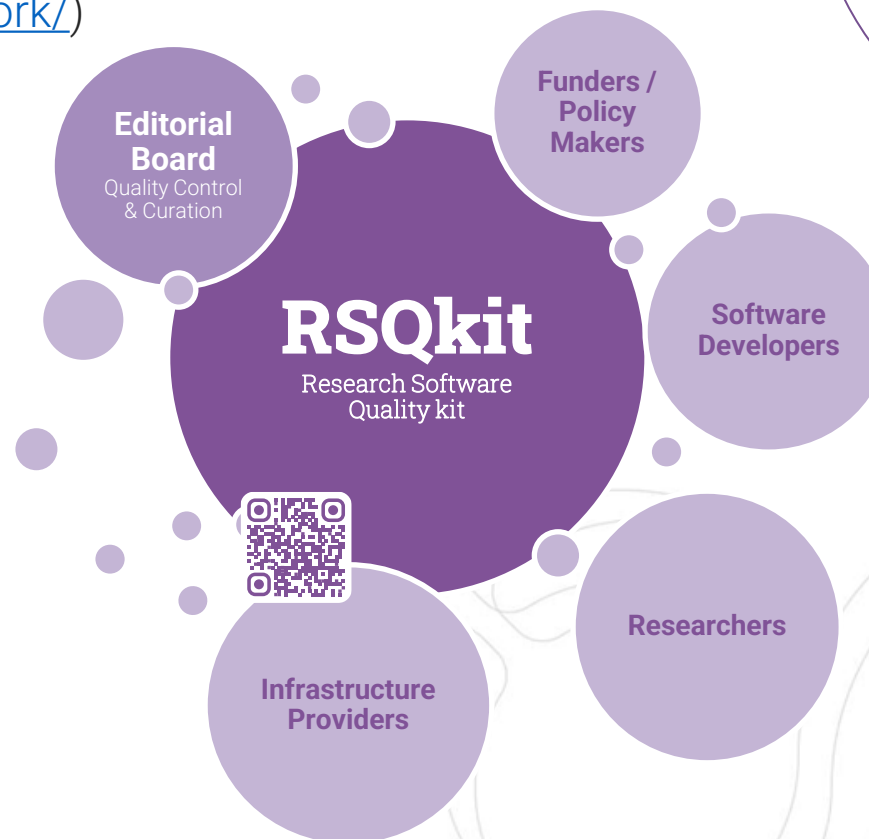 ork/)
Editorial
Board
Quality Control
& Curation
Funders /
Policy
Makers
RSQkit
Research Software
Quality kit
Software
Developers
Researchers
Infrastructure
Providers